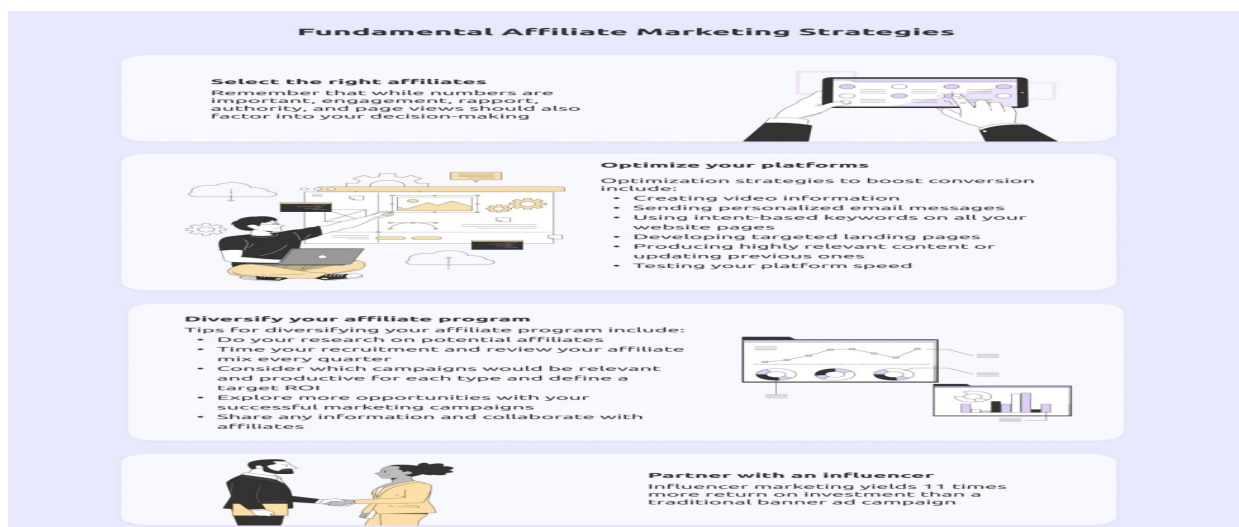 Fundamental Affiliate Marketing Strategies
Select the right affiliates
Remember that while numbers are
important, engagement, rapport,
authority, and page views should also
factor into your decision-making
Optimize your platforms
Optimization strategies to boost conversion
include:
• Creating video information
• Sending personalized email messages
• Using intent-based keywords on all your
website pages
• Developing targeted landing pages
• Producing highly relevant content or
updating previous ones
• Testing your platform speed
Diversify your affiliate program
Tips for diversifying your affiliate program include:
• Do your research on potential affiliates
• Time your recruitment and review your affiliate
mix every quarter
• Consider which campaigns would be relevant
and productive for each type and define a
target ROI
• Explore more opportunities with your
successful marketing campaigns
• Share any information and collaborate with
affiliates
Partner with an influencer
Influencer marketing yields 11 times
more return on investment than a
traditional banner ad campaign